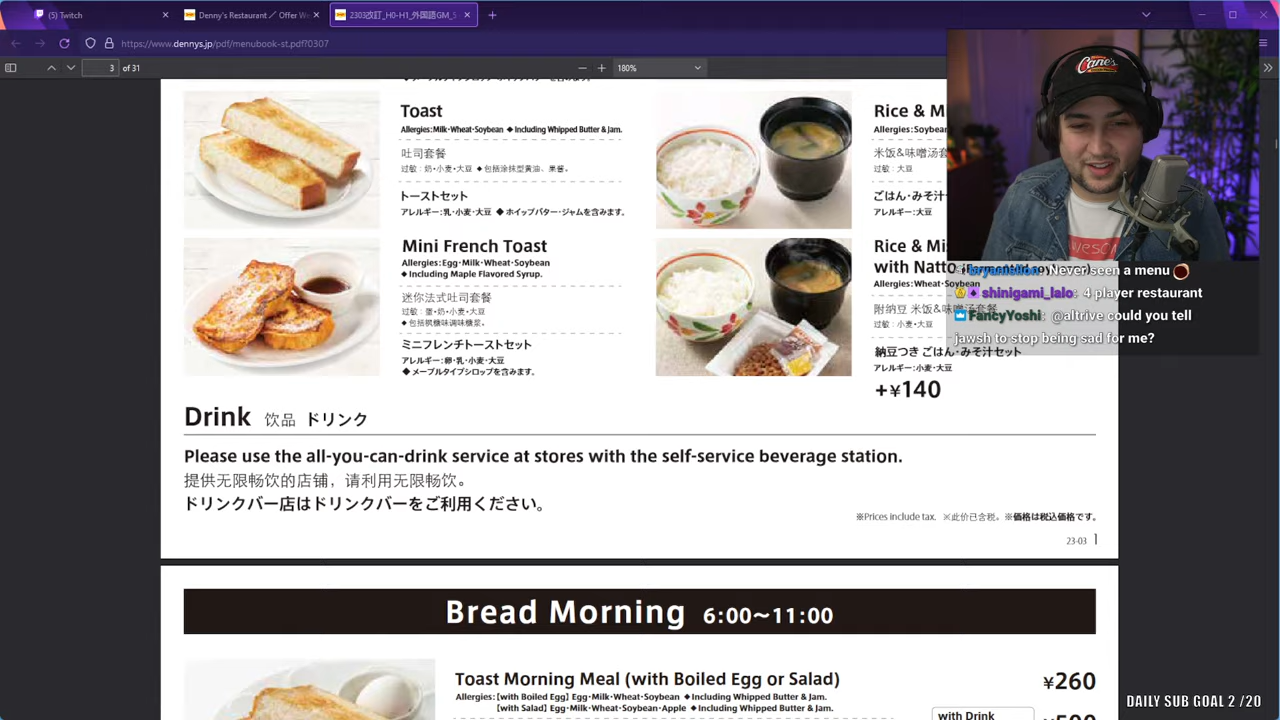 (5) Twitch
Denny's Restaurant ／ Offer We
2303改訂_H0-H1_外国語GM_5
https://www.dennys.jp/pdf/menubook-st.pdf?0307
3 of 31
180%
Toast
Allergies:Milk・Wheat・Soybean ◆Including Whipped Butter & Jam.
吐司套餐
过敏：奶・小麦・大豆 ◆包括涂抹型黄油、果酱。
トーストセット
アレルギー:乳・小麦・大豆 ◆ホイップバター・ジャムを含みます。
Rice & M
Allergies:Soybea
米饭&味噌汤套
过敏：大豆
ごはん・みそ汁
アレルギー:大豆
Mini French Toast
Allergies:Egg・Milk・Wheat・Soybean
◆Including Maple Flavored Syrup.
迷你法式吐司套餐
过敏：蛋・奶・小麦・大豆
◆包括枫糖味调味糖浆。
ミニフレンチトーストセット
アレルギー:卵・乳・小麦・大豆
◆メープルタイプシロップを含みます。
Rice & Mi
with Natto
Allergies:Wheat・Soybean
附纳豆 米饭&味噌汤套餐
过敏：小麦・大豆
納豆つき ごはん・みそ汁セット
アレルギー:小麦・大豆
+¥140
Drink 饮品 ドリンク
Please use the all-you-can-drink service at stores with the self-service beverage station.
提供无限畅饮的店铺，请利用无限畅饮。
ドリンクバー店はドリンクバーをご利用ください。
※Prices include tax. ※此价已含税。※価格は税込価格です。
23-03 1
Bread Morning 6:00〜11:00
Toast Morning Meal (with Boiled Egg or Salad)
¥260
Allergies:[with Boiled Egg] Egg・Milk・Wheat・Soybean ◆Including Whipped Butter & Jam.
[with Salad] Egg・Milk・Wheat・Soybean・Apple ◆Including Whipped Butter & Jam.
with Drink
Cane's
Never seen a menu
shinigami_lalo: 4 player restaurant
FancyYoshi: @altrive could you tell
jawsh to stop being sad for me?
DAILY SUB GOAL 2 /20